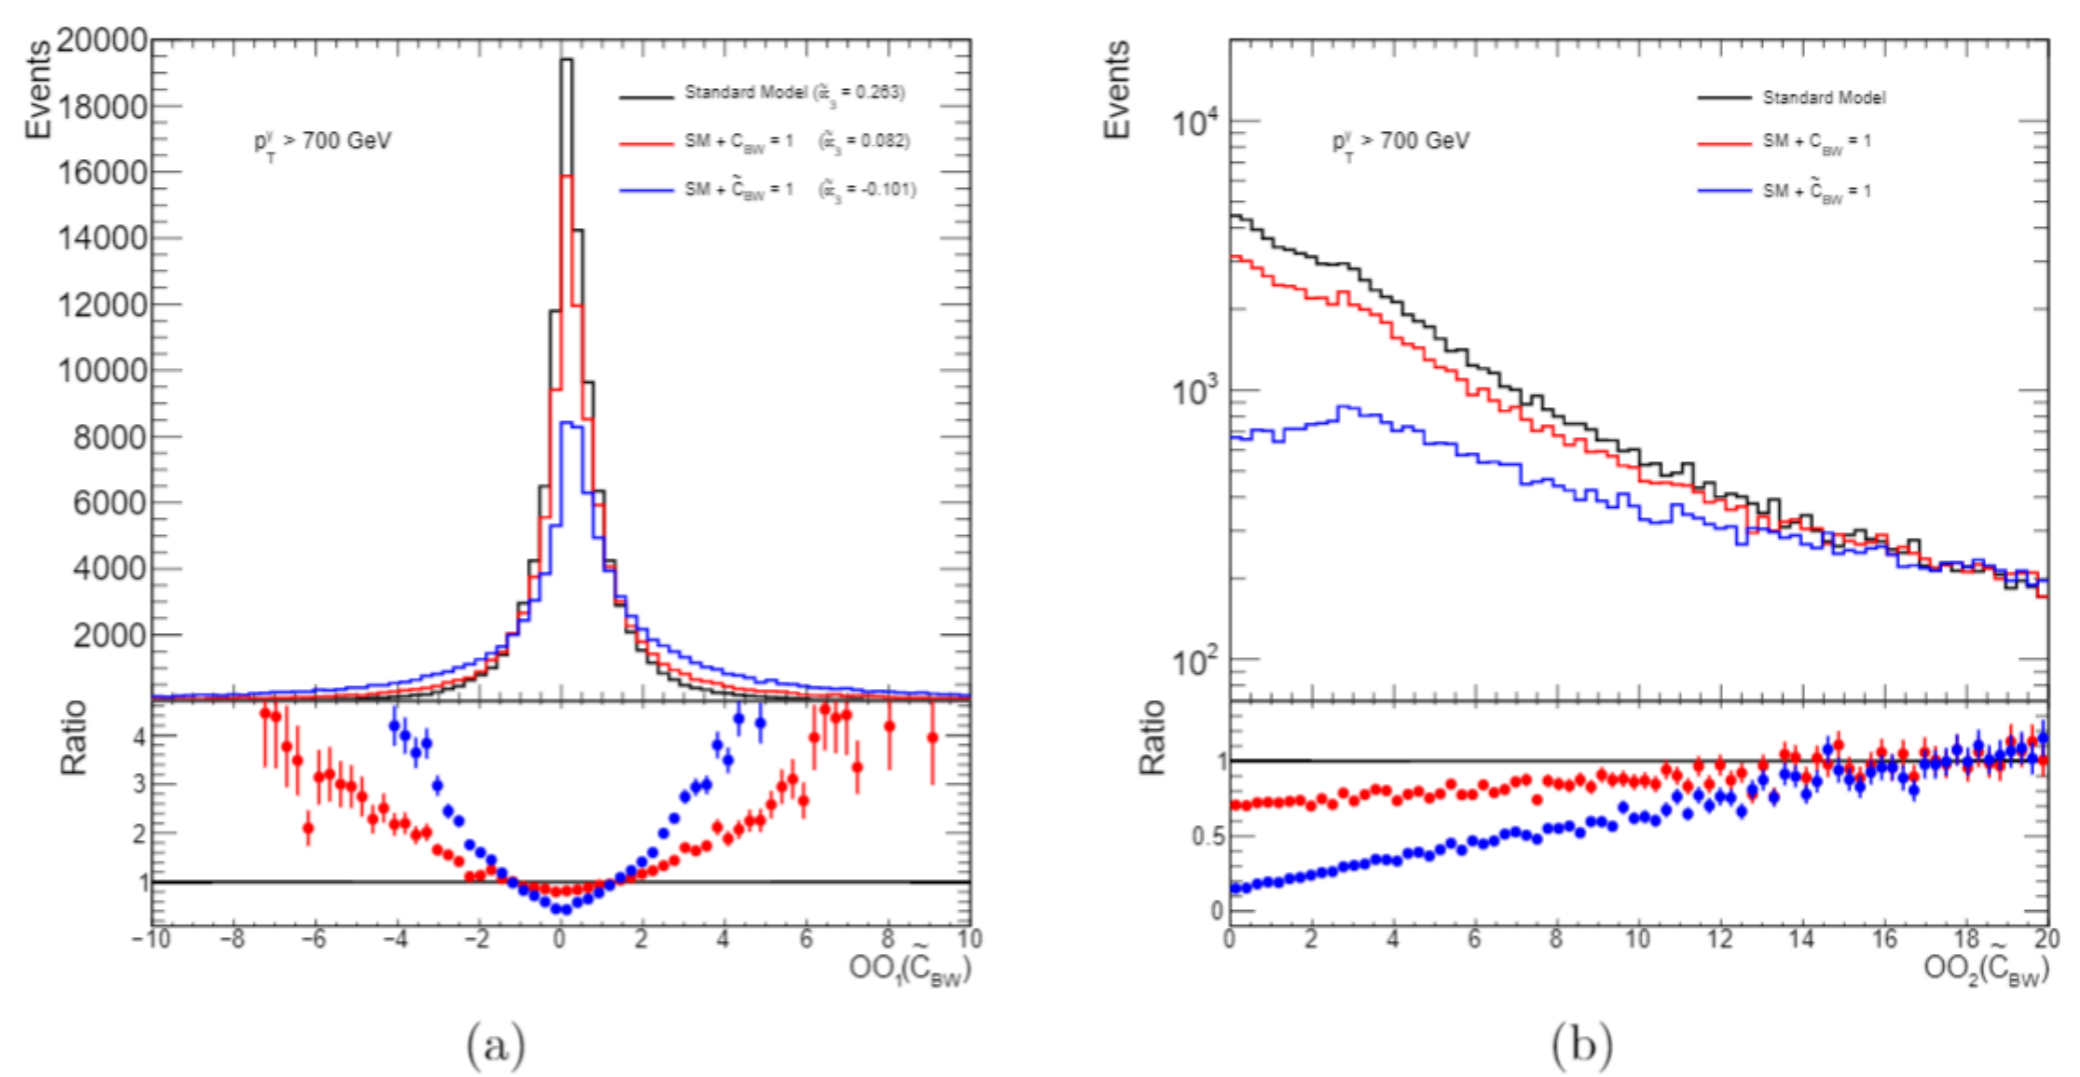 Events
20000
18000
16000
14000
12000
10000
8000
6000
4000
2000
p_T^γ > 700 GeV
Standard Model (α̃_3 = 0.263)
SM + C_BW = 1 (α̃_3 = 0.082)
SM + C̃_BW = 1 (α̃_3 = -0.101)
Ratio
4
3
2
1
−10 −8 −6 −4 −2 0 2 4 6 8 10
OO_1(C̃_BW)
(a)
Events
10^4
10^3
10^2
p_T^γ > 700 GeV
Standard Model
SM + C_BW = 1
SM + C̃_BW = 1
Ratio
1
0.5
0
0 2 4 6 8 10 12 14 16 18 20
OO_2(C̃_BW)
(b)